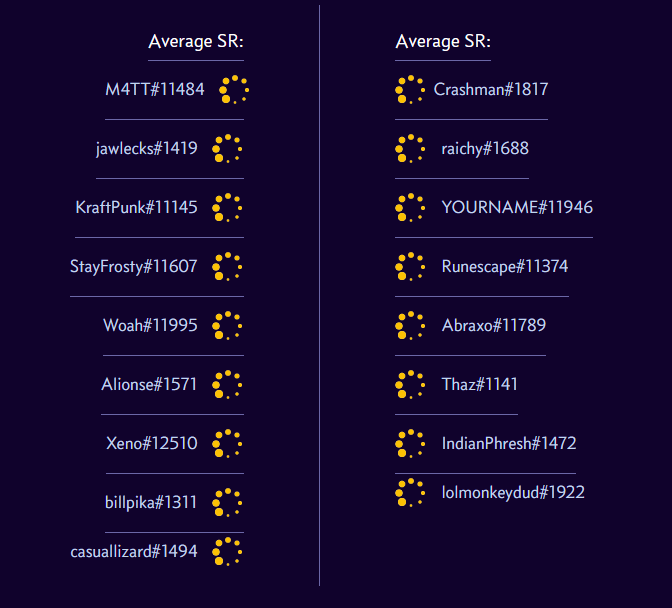 Average SR:
M4TT#11484
jawlecks#1419
KraftPunk#11145
StayFrosty#11607
Woah#11995
Alionse#1571
Xeno#12510
billpika#1311
casuallizard#1494
Average SR:
Crashman#1817
raichy#1688
YOURNAME#11946
Runescape#11374
Abraxo#11789
Thaz#1141
IndianPhresh#1472
lolmonkeydud#1922